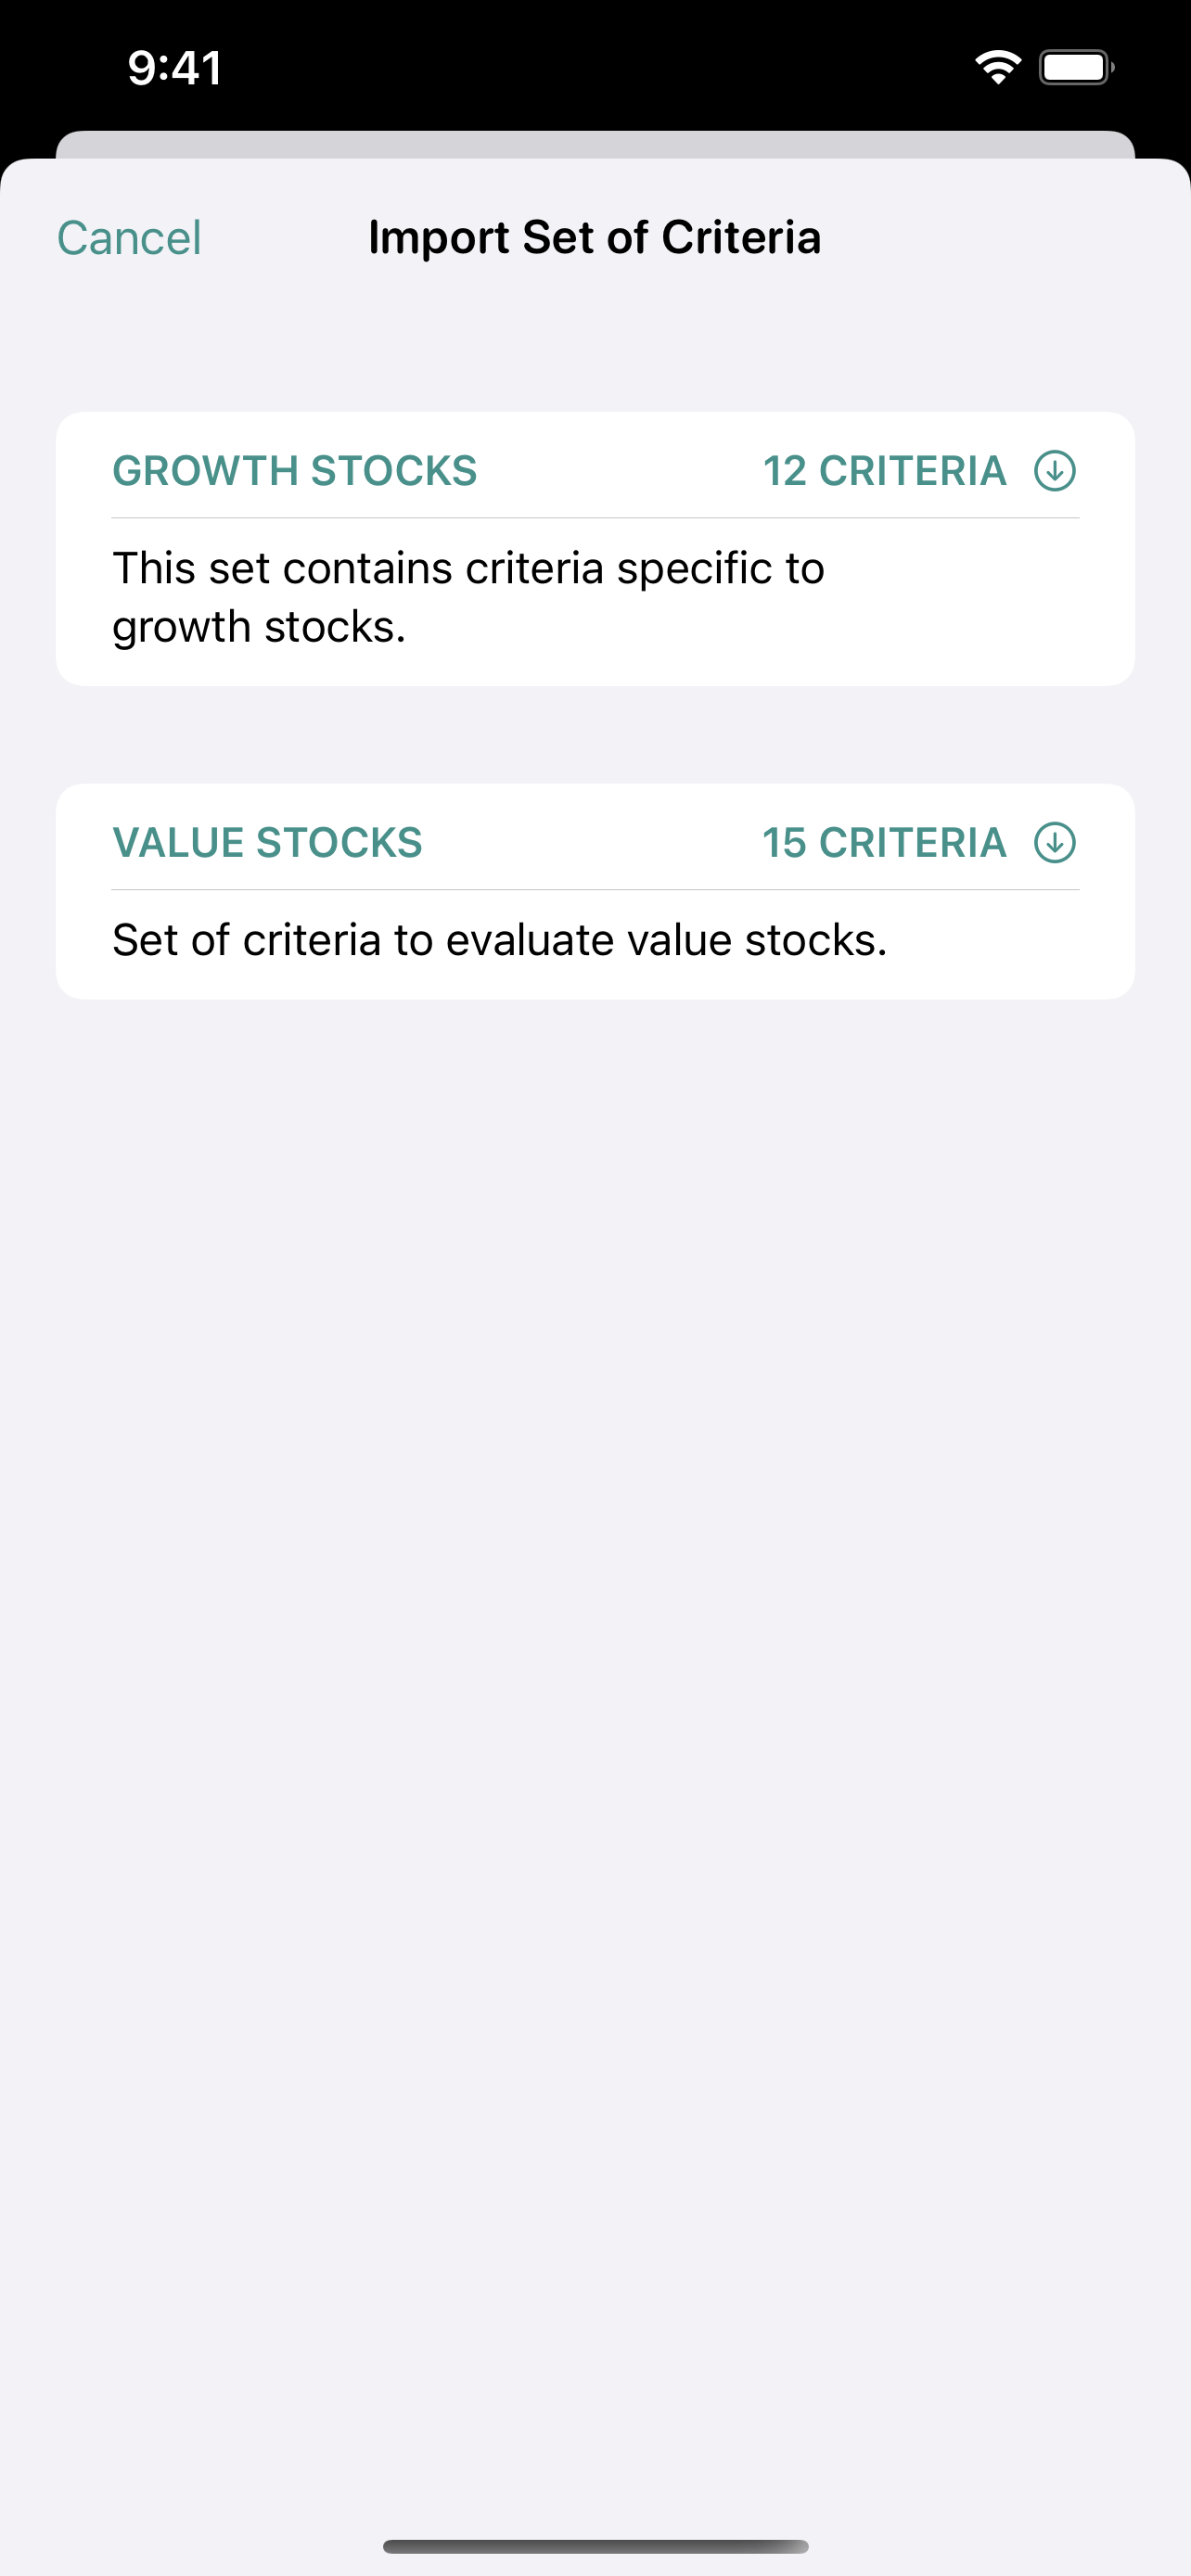 9:41
Cancel
Import Set of Criteria
GROWTH STOCKS
12 CRITERIA
This set contains criteria specific to
growth stocks.
VALUE STOCKS
15 CRITERIA
Set of criteria to evaluate value stocks.